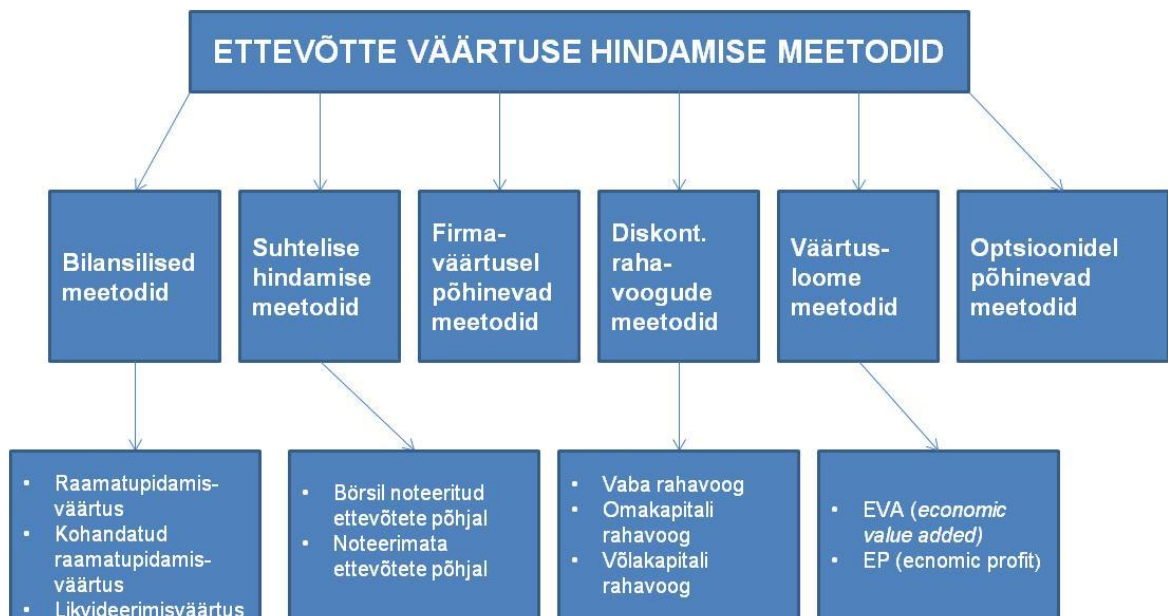 ETTEVÕTTE VÄÄRTUSE HINDAMISE MEETODID
Bilansilised
meetodid
Suhtelise
hindamise
meetodid
Firma-
väärtusel
põhinevad
meetodid
Diskont.
raha-
voogude
meetodid
Väärtus-
loome
meetodid
Optsioonidel
põhinevad
meetodid
• Raamatupidamis-
väärtus
• Kohandatud
raamatupidamis-
väärtus
• Likvideerimisväärtus
• Börsil noteeritud
ettevõtete põhjal
• Noteerimata
ettevõtete põhjal
• Vaba rahavoog
• Omakapitali
rahavoog
• Võlakapitali
rahavoog
• EVA (economic
value added)
• EP (ecnomic profit)